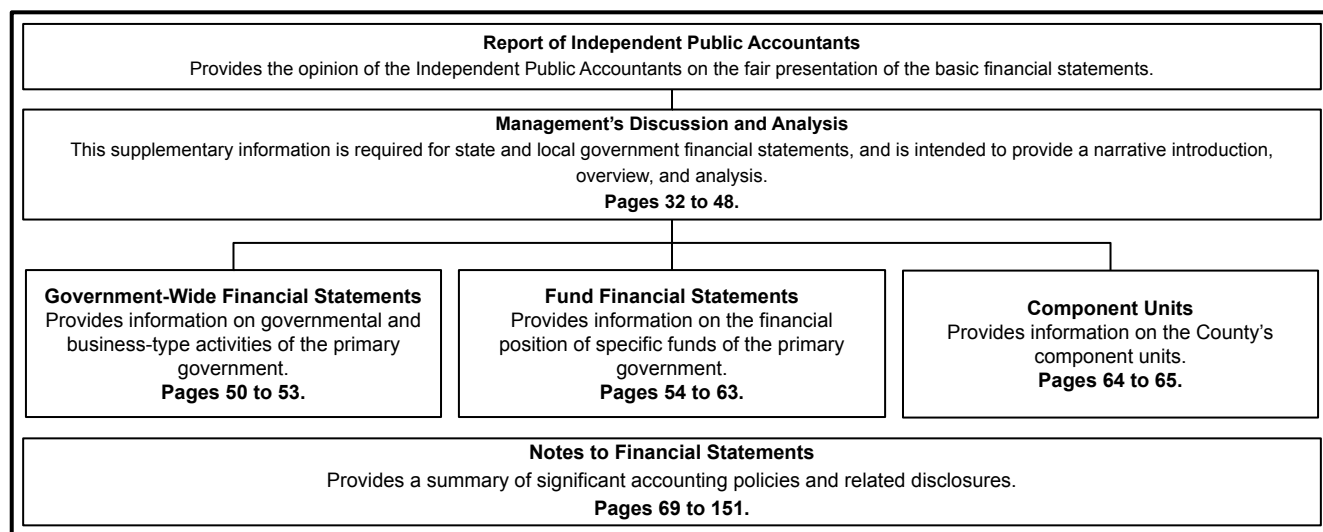 Report of Independent Public Accountants
Provides the opinion of the Independent Public Accountants on the fair presentation of the basic financial statements.
Management’s Discussion and Analysis
This supplementary information is required for state and local government financial statements, and is intended to provide a narrative introduction,
overview, and analysis.
Pages 32 to 48.
Government-Wide Financial Statements
Provides information on governmental and
business-type activities of the primary
government.
Pages 50 to 53.
Fund Financial Statements
Provides information on the financial
position of specific funds of the primary
government.
Pages 54 to 63.
Component Units
Provides information on the County’s
component units.
Pages 64 to 65.
Notes to Financial Statements
Provides a summary of significant accounting policies and related disclosures.
Pages 69 to 151.